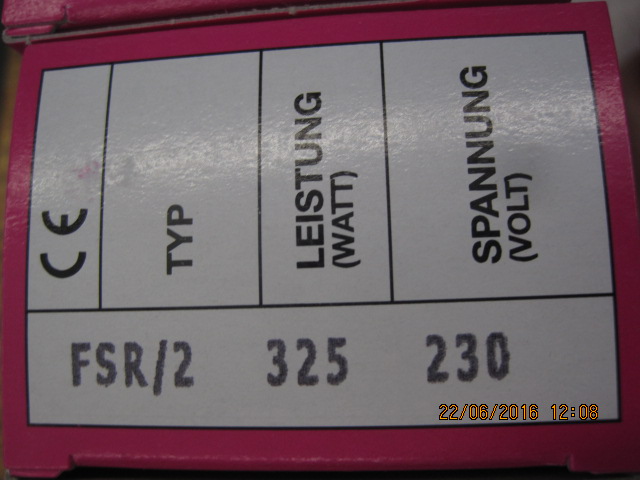 CE
TYP
LEISTUNG
(WATT)
SPANNUNG
(VOLT)
FSR/2 325 230
22/06/2016 12:08